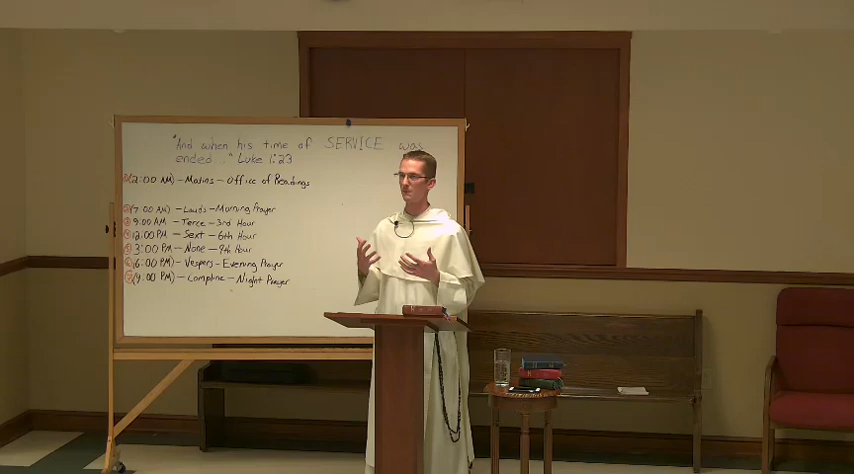 "And when his time of SERVICE was
ended..." Luke 1:23
(2:00 AM) – Matins – Office of Readings
(7:00 AM) – Lauds – Morning Prayer
9:00 AM – Terce – 3rd Hour
12:00 PM – Sext – 6th Hour
3:00 PM – None – 9th Hour
(6:00 PM) – Vespers – Evening Prayer
(9:00 PM) – Compline – Night Prayer